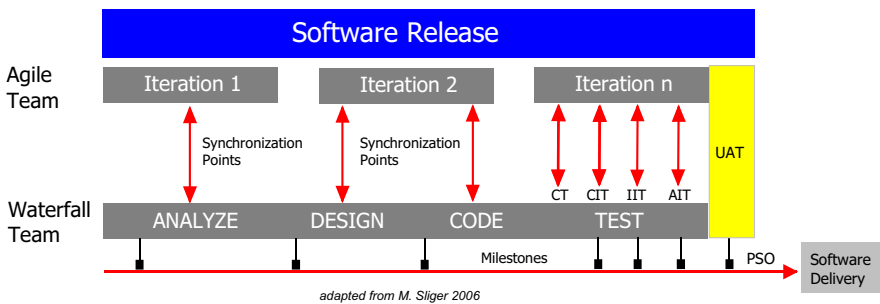 Software Release
Agile
Team
Iteration 1
Iteration 2
Iteration n
Synchronization
Points
Synchronization
Points
UAT
CT
CIT
IIT
AIT
Waterfall
Team
ANALYZE
DESIGN
CODE
TEST
Milestones
PSO
Software
Delivery
adapted from M. Sliger 2006